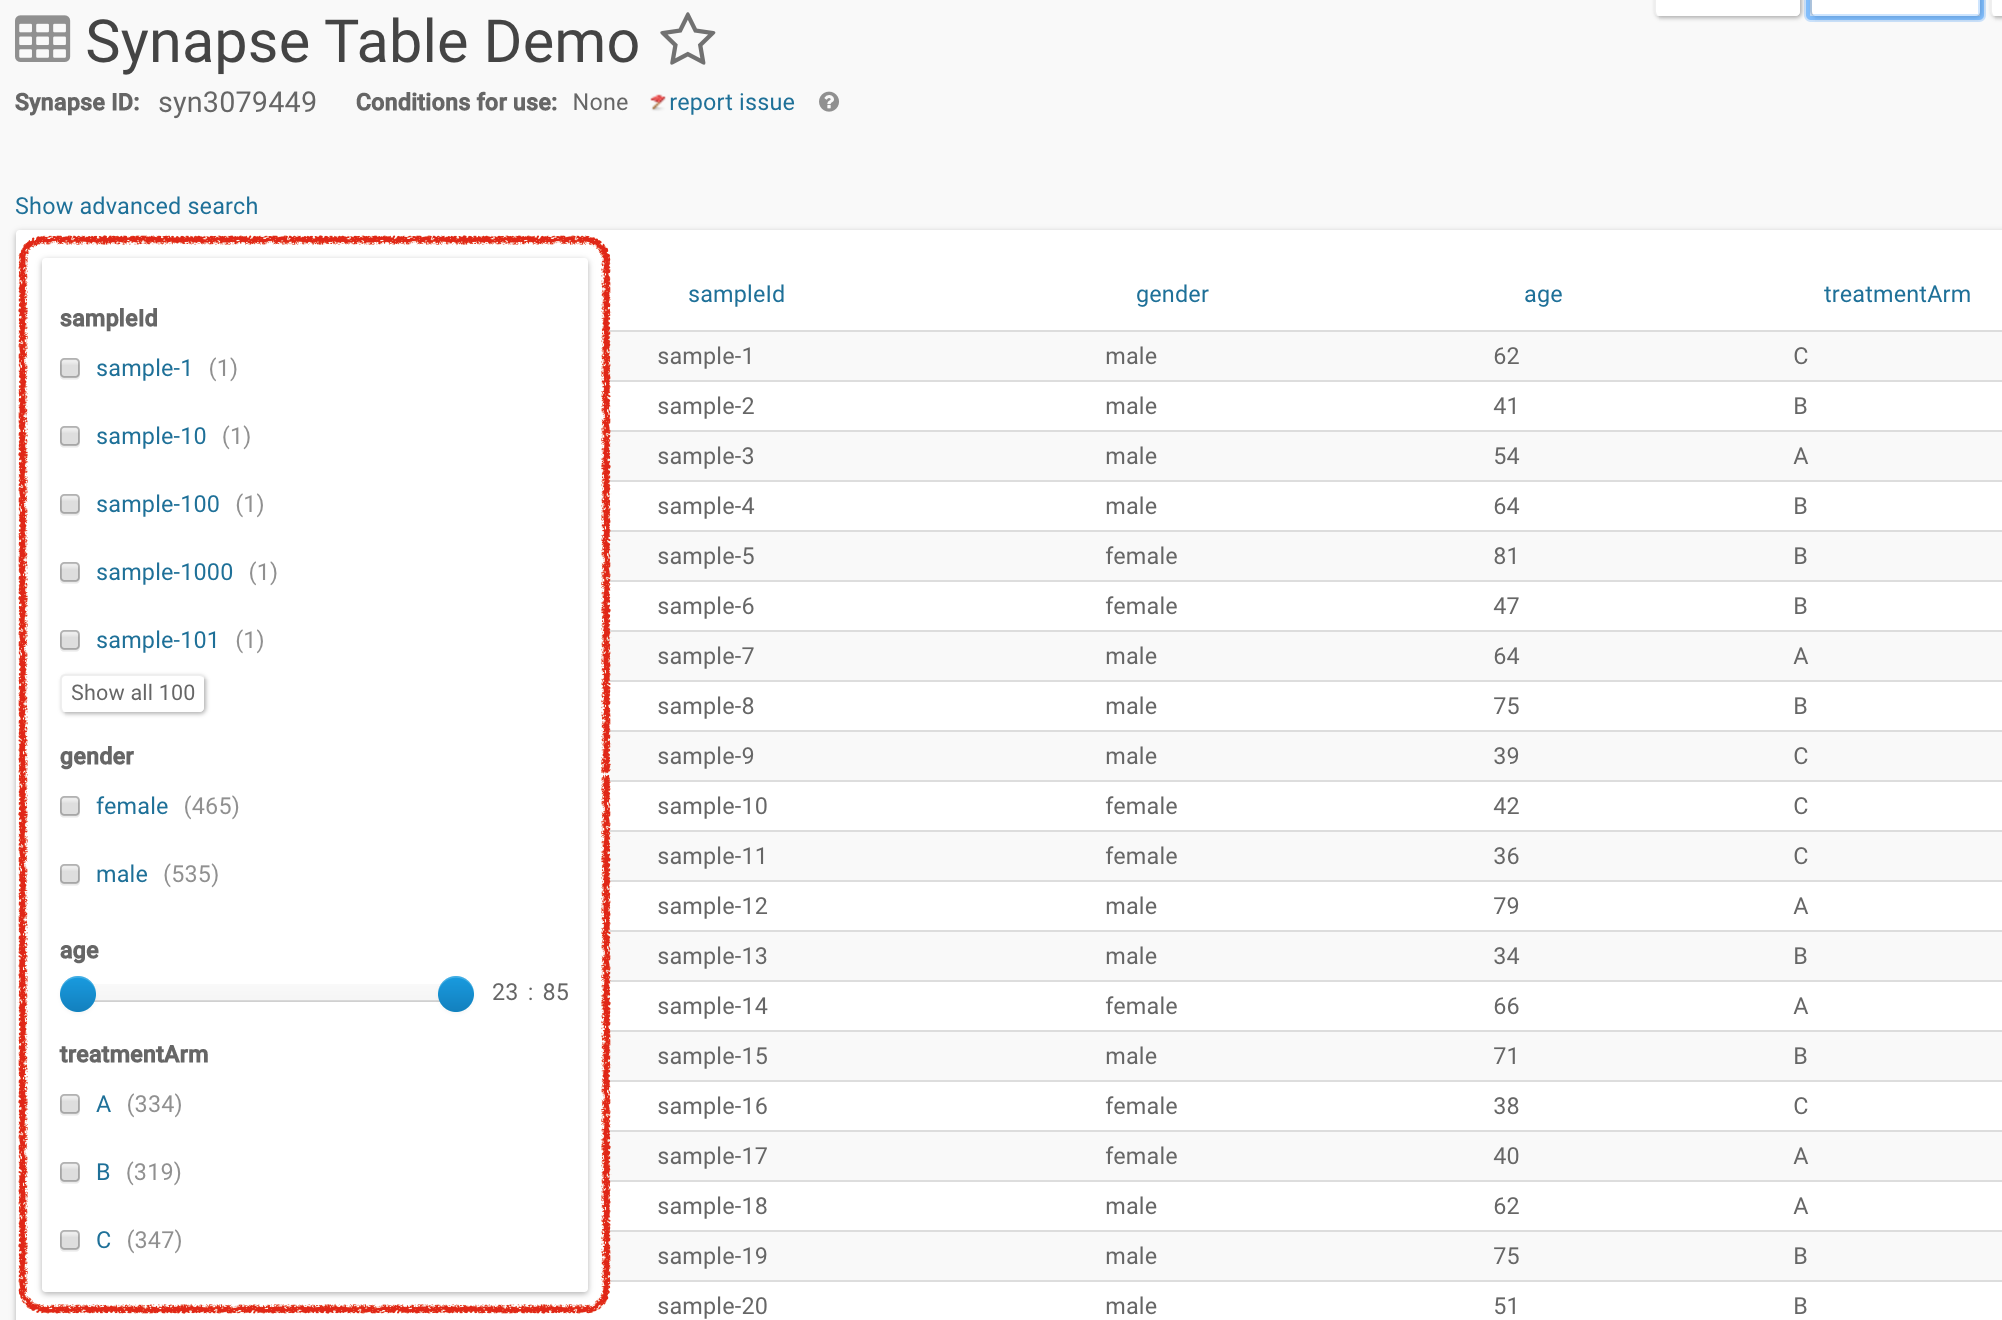 Synapse Table Demo
Synapse ID: syn3079449 Conditions for use: None report issue ?
Show advanced search
sampleId
sample-1 (1)
sample-10 (1)
sample-100 (1)
sample-1000 (1)
sample-101 (1)
Show all 100
gender
female (465)
male (535)
age
23 : 85
treatmentArm
A (334)
B (319)
C (347)
sampleId gender age treatmentArm
sample-1 male 62 C
sample-2 male 41 B
sample-3 male 54 A
sample-4 male 64 B
sample-5 female 81 B
sample-6 female 47 B
sample-7 male 64 A
sample-8 male 75 B
sample-9 male 39 C
sample-10 female 42 C
sample-11 female 36 C
sample-12 male 79 A
sample-13 male 34 B
sample-14 female 66 A
sample-15 male 71 B
sample-16 female 38 C
sample-17 female 40 A
sample-18 male 62 A
sample-19 male 75 B
sample-20 male 51 B